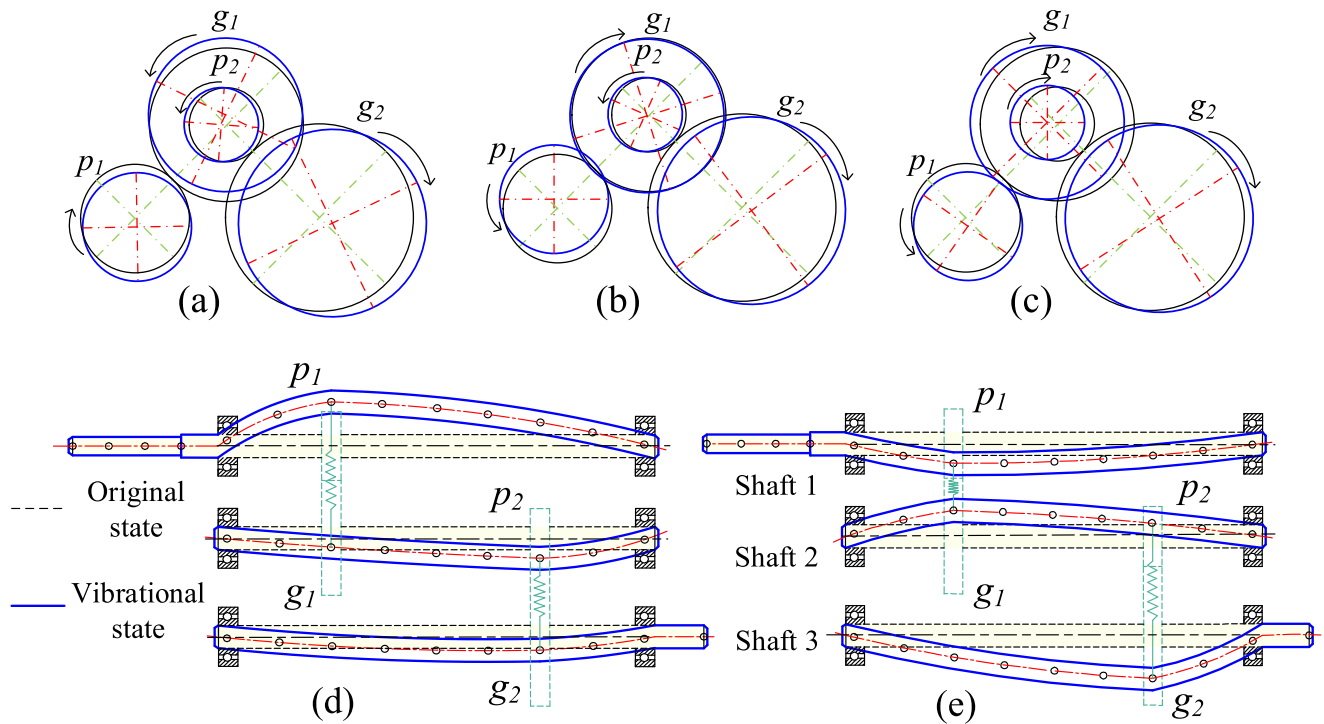 g₁
p₂
g₂
p₁
(a)
g₁
p₂
g₂
p₁
(b)
g₁
p₂
g₂
p₁
(c)
p₁
Original
state
p₂
g₁
Vibrational
state
g₂
(d)
p₁
Shaft 1
p₂
Shaft 2
g₁
Shaft 3
g₂
(e)